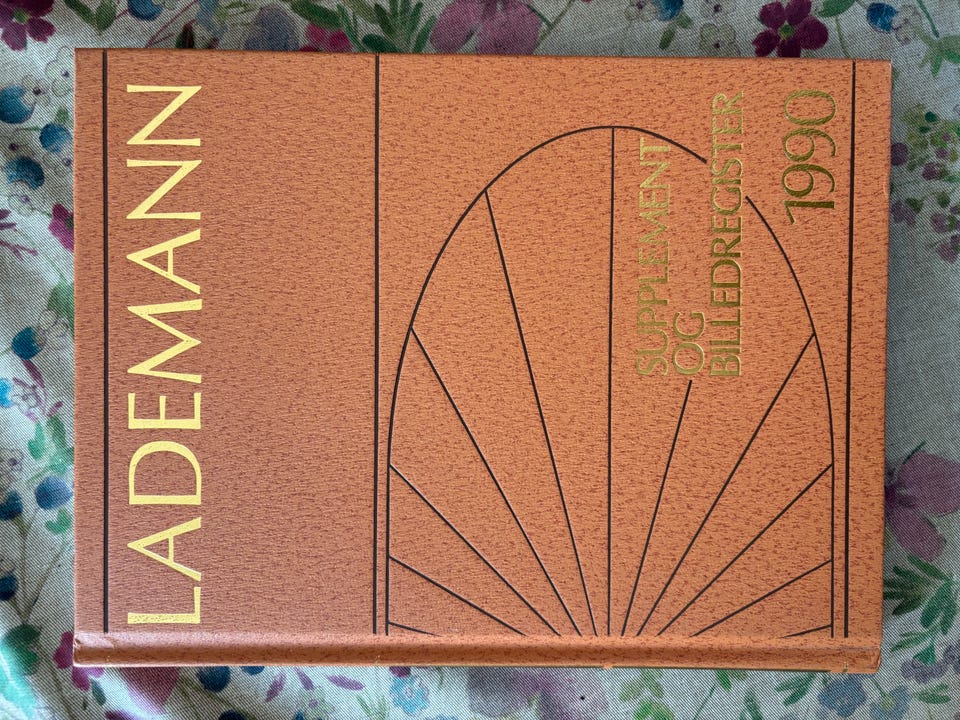 LADEMANN
SUPPLEMENT
OG
BILLEDREGISTER
1990